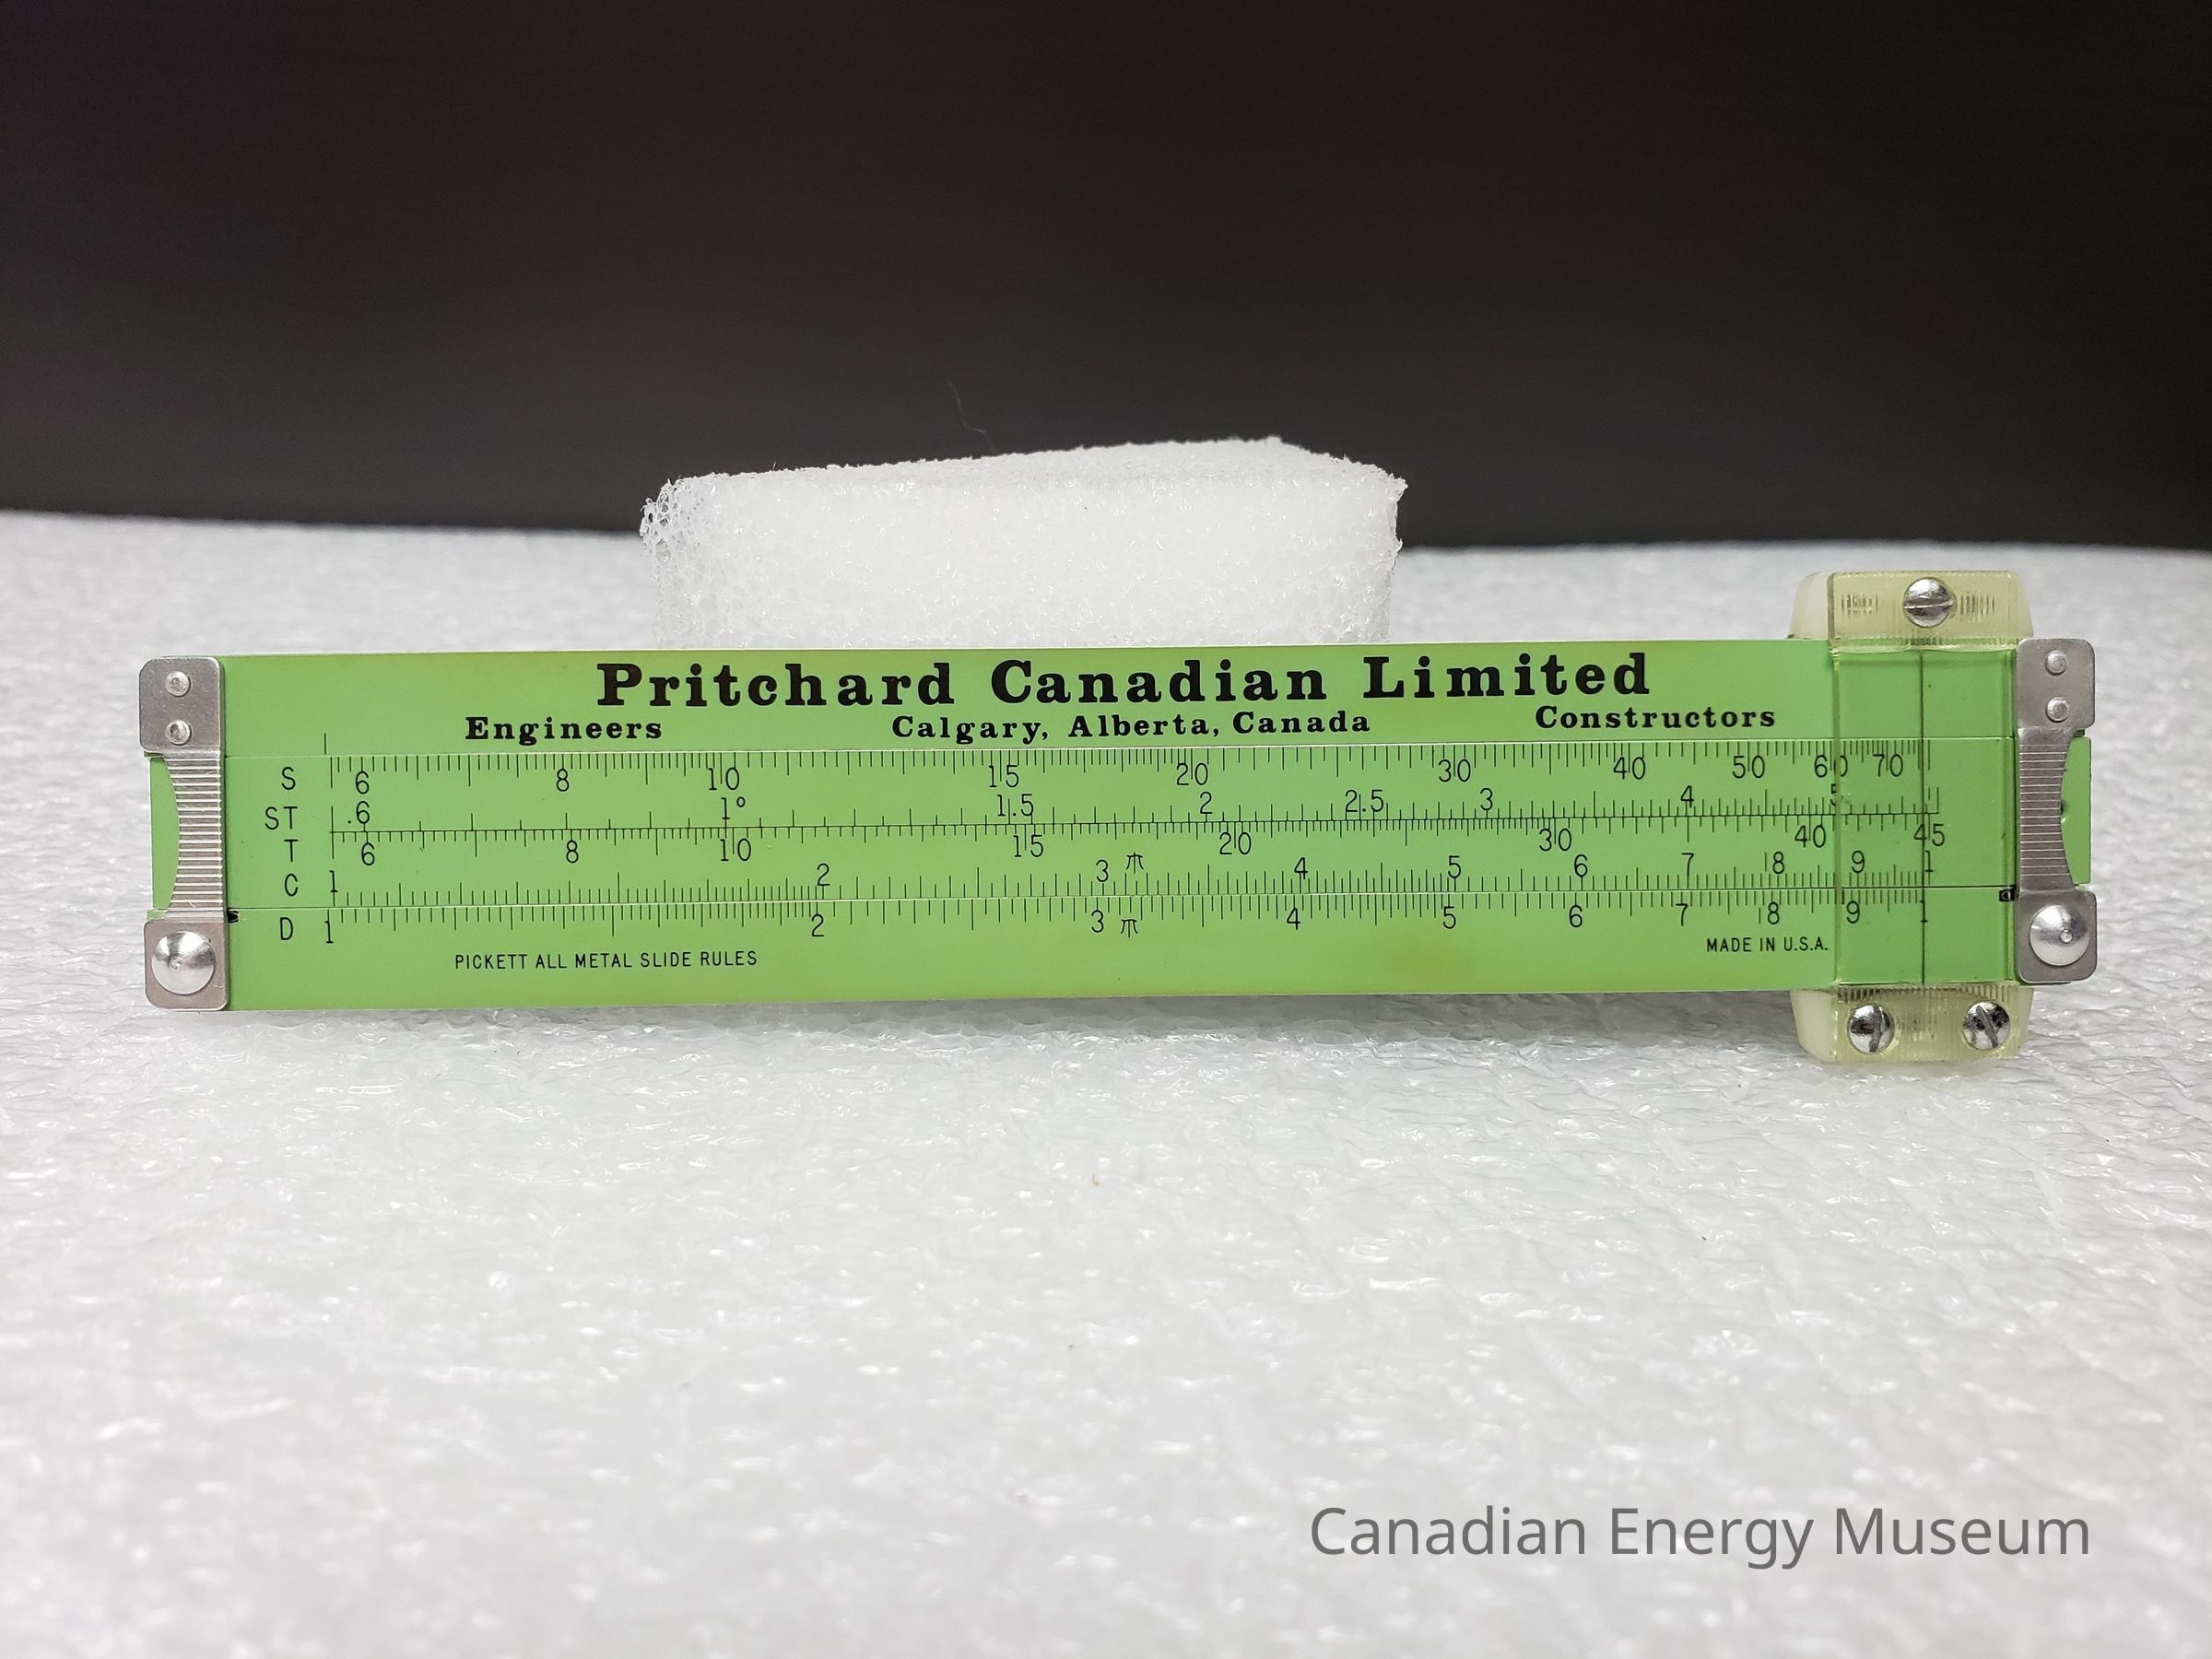 Pritchard Canadian Limited
Engineers Calgary, Alberta, Canada Constructors
S 6 8 10 15 20 30 40 50 60 70
ST .6 1° 1.5 2 2.5 3 4 5
T 6 8 10 15 20 30 40 45
C 1 2 3 π 4 5 6 7 8 9 1
D 1 2 3 π 4 5 6 7 8 9 1
PICKETT ALL METAL SLIDE RULES MADE IN U.S.A.
Canadian Energy Museum